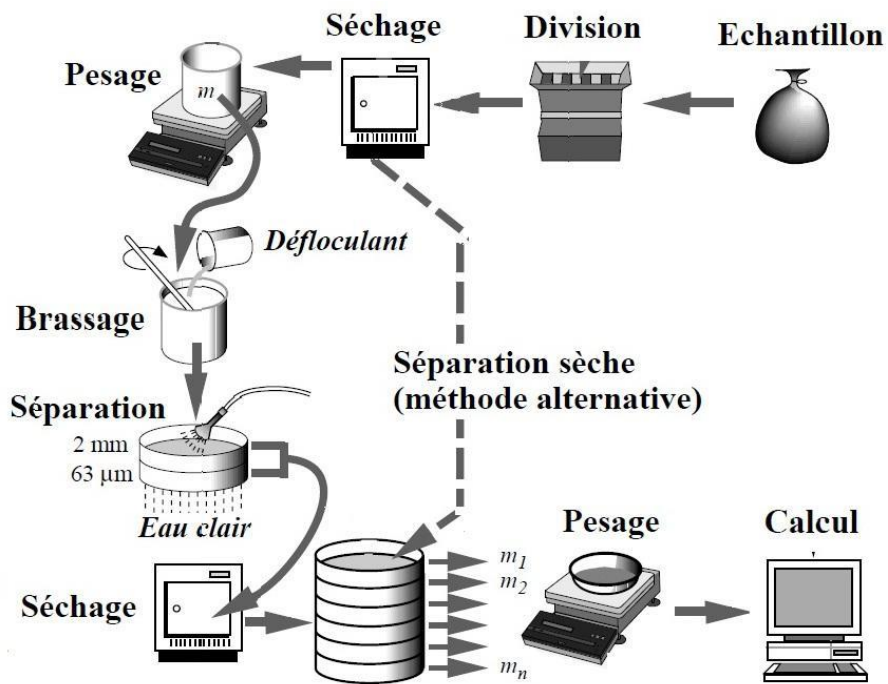 Echantillon
Division
Séchage
Pesage
m
Défloculant
Brassage
Séparation
2 mm
63 µm
Eau clair
Séparation sèche
(méthode alternative)
Séchage
m1
m2
mn
Pesage
Calcul